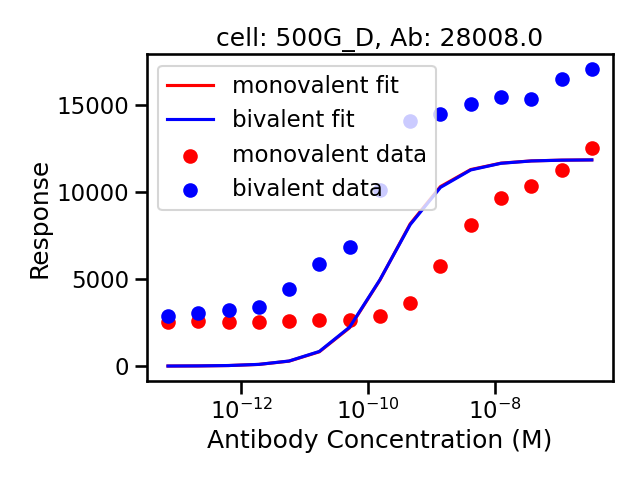 cell: 500G_D, Ab: 28008.0
monovalent fit
bivalent fit
monovalent data
bivalent data
Response
15000
10000
5000
0
10⁻¹² 10⁻¹⁰ 10⁻⁸
Antibody Concentration (M)